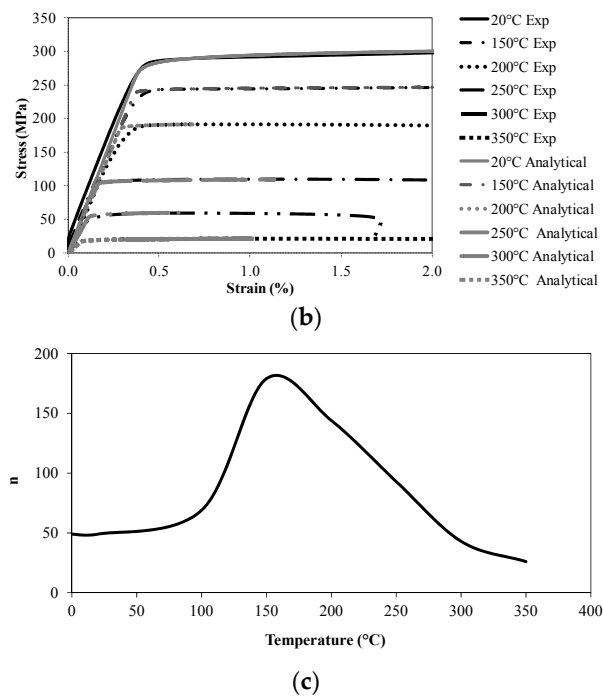 350
300
250
200
150
100
50
0
Stress (MPa)
0.0 0.5 1.0 1.5 2.0
Strain (%)
20°C Exp
150°C Exp
200°C Exp
250°C Exp
300°C Exp
350°C Exp
20°C Analytical
150°C Analytical
200°C Analytical
250°C Analytical
300°C Analytical
350°C Analytical
(b)
200
150
100
50
0
n
0 50 100 150 200 250 300 350 400
Temperature (°C)
(c)